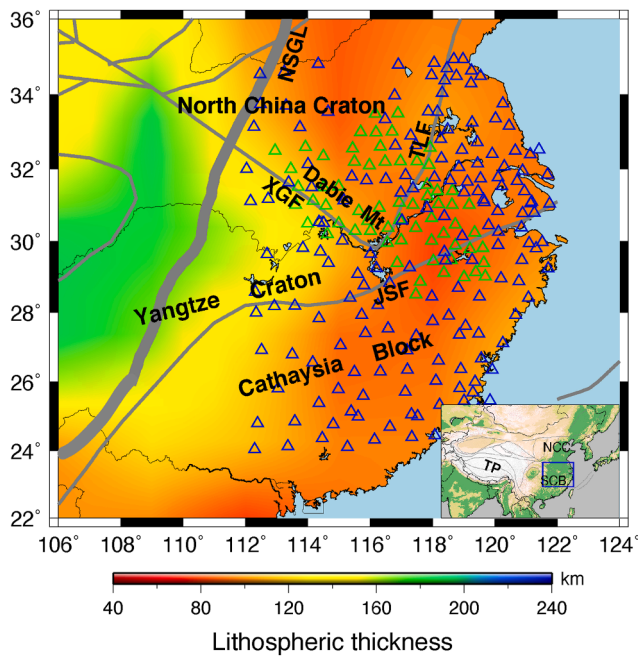 36°
34°
32°
30°
28°
26°
24°
22°
NSGL
North China Craton
TLF
Dabie Mt.
XGF
Craton
Yangtze
JSF
Block
Cathaysia
NCC
TP
SCB
106° 108° 110° 112° 114° 116° 118° 120° 122° 124°
km
40 80 120 160 200 240
Lithospheric thickness